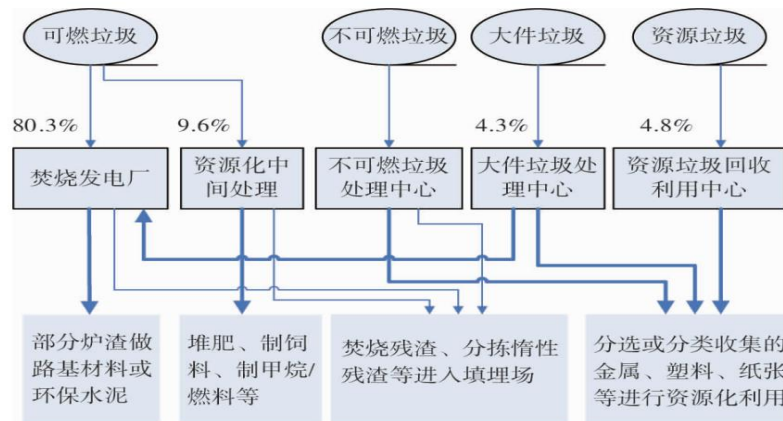 可燃垃圾
不可燃垃圾
大件垃圾
资源垃圾
80.3%
9.6%
4.3%
4.8%
焚烧发电厂
资源化中
间处理
不可燃垃圾
处理中心
大件垃圾处
理中心
资源垃圾回收
利用中心
部分炉渣做
路基材料或
环保水泥
堆肥、制饲
料、制甲烷/
燃料等
焚烧残渣、分拣惰性
残渣等进入填埋场
分选或分类收集的
金属、塑料、纸张
等进行资源化利用